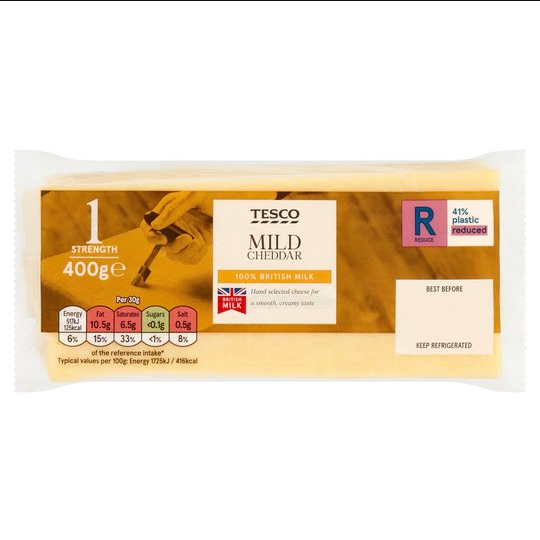 1
STRENGTH
400g℮
TESCO
MILD
CHEDDAR
100% BRITISH MILK
BRITISH
MILK
Hand selected cheese for
a smooth, creamy taste
R
REDUCE
41%
plastic
reduced
BEST BEFORE
KEEP REFRIGERATED
Per 30g
Energy
517kJ
125kcal
6%
Fat
10.5g
15%
Saturates
6.5g
33%
Sugars
<0.1g
<1%
Salt
0.5g
8%
of the reference intake*
Typical values per 100g: Energy 1725kJ / 416kcal